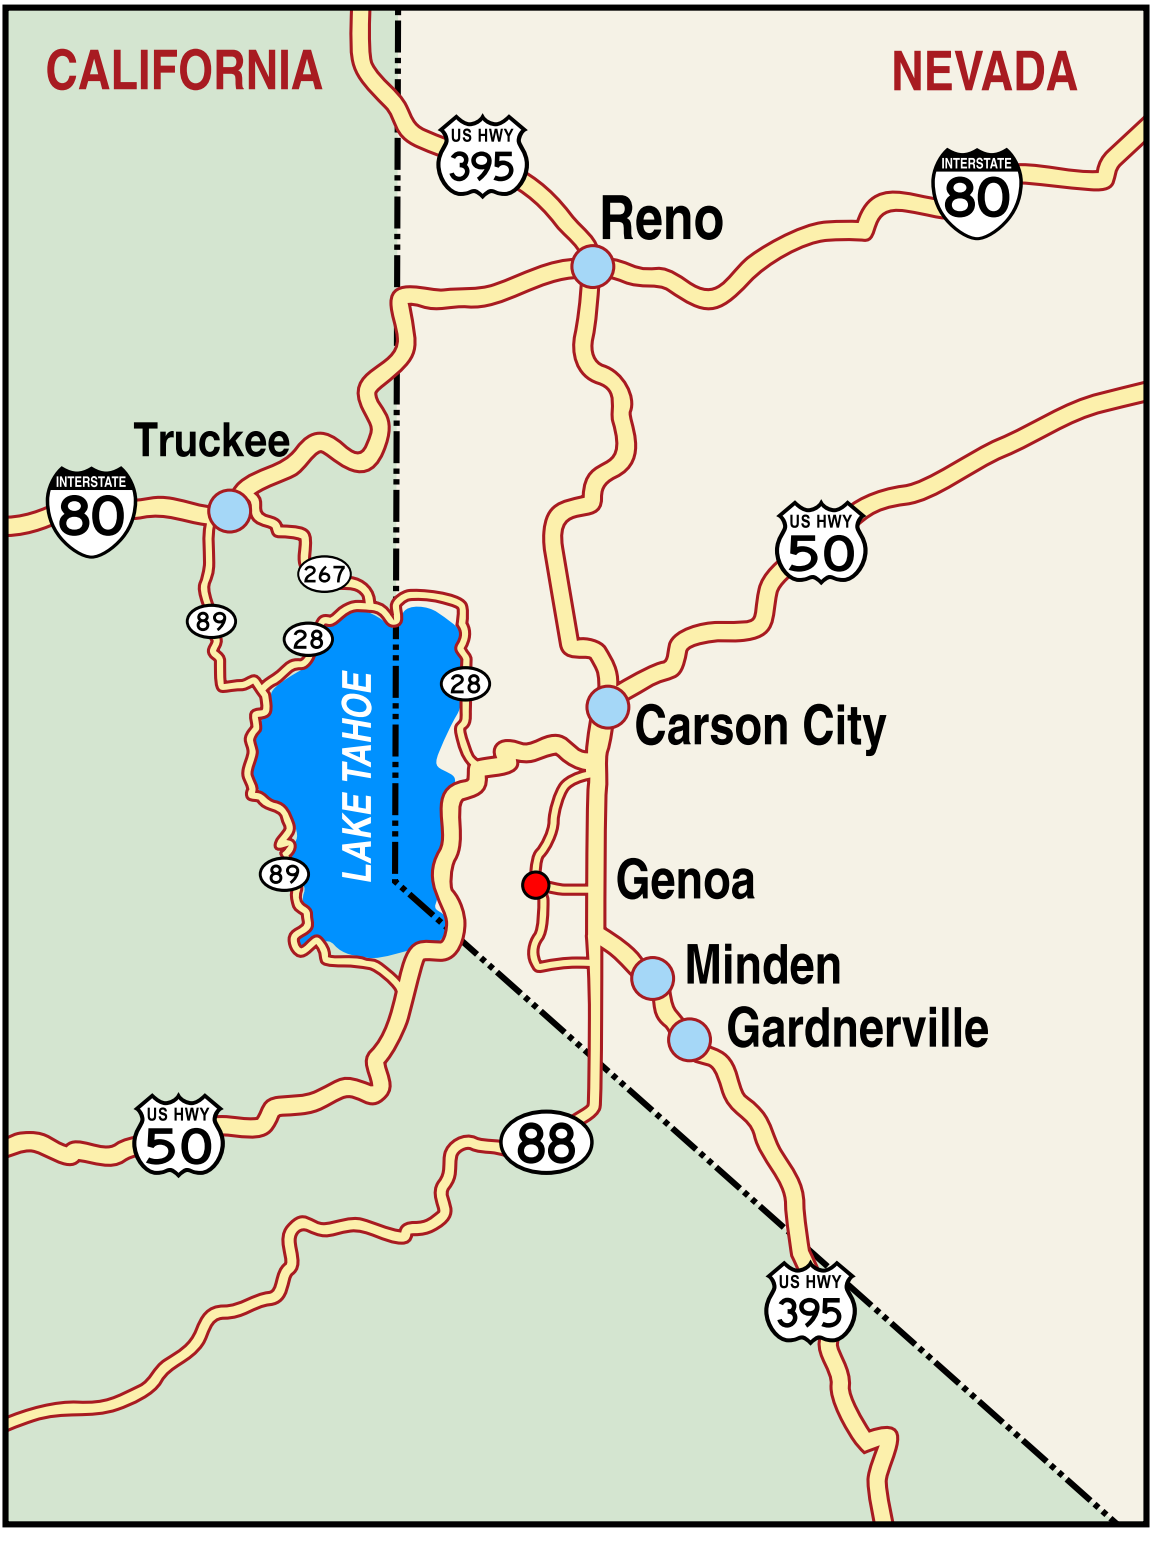 CALIFORNIA
NEVADA
US HWY
395
INTERSTATE
80
Reno
Truckee
INTERSTATE
80
US HWY
50
267
89
28
28
LAKE TAHOE
Carson City
89
Genoa
Minden
Gardnerville
US HWY
50
88
US HWY
395